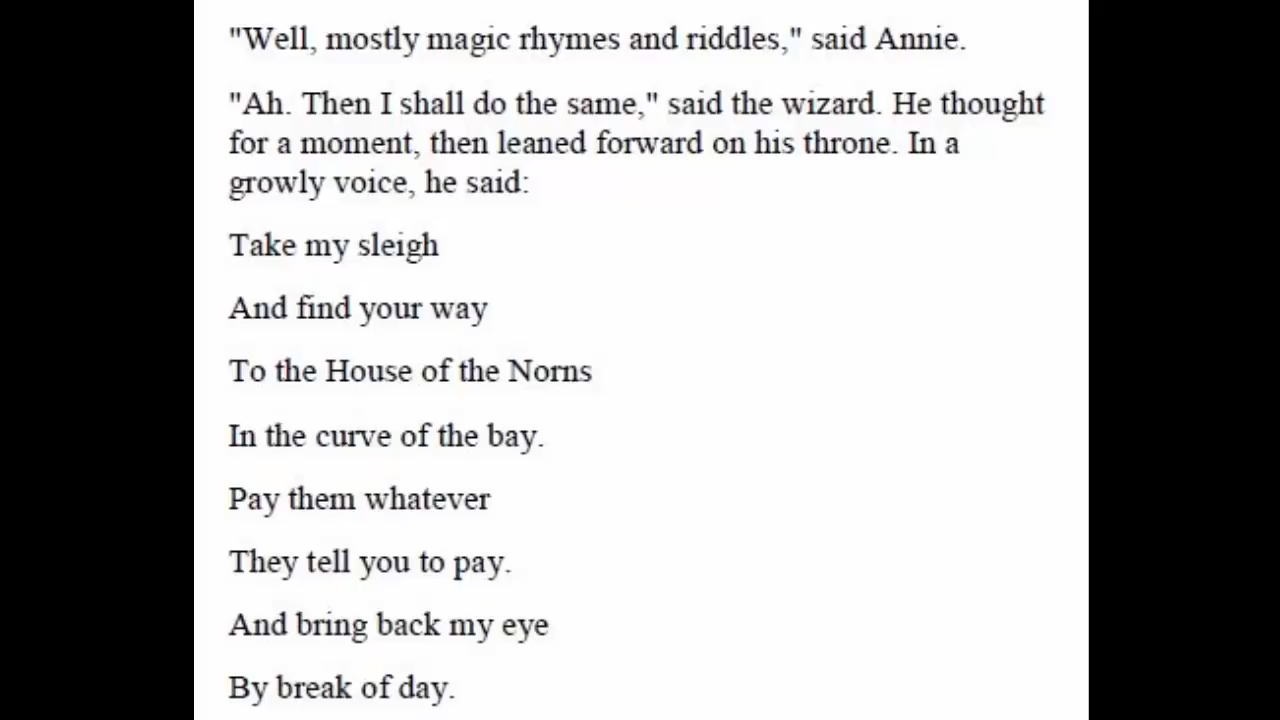 "Well, mostly magic rhymes and riddles," said Annie.
"Ah. Then I shall do the same," said the wizard. He thought
for a moment, then leaned forward on his throne. In a
growly voice, he said:
Take my sleigh
And find your way
To the House of the Norns
In the curve of the bay.
Pay them whatever
They tell you to pay.
And bring back my eye
By break of day.